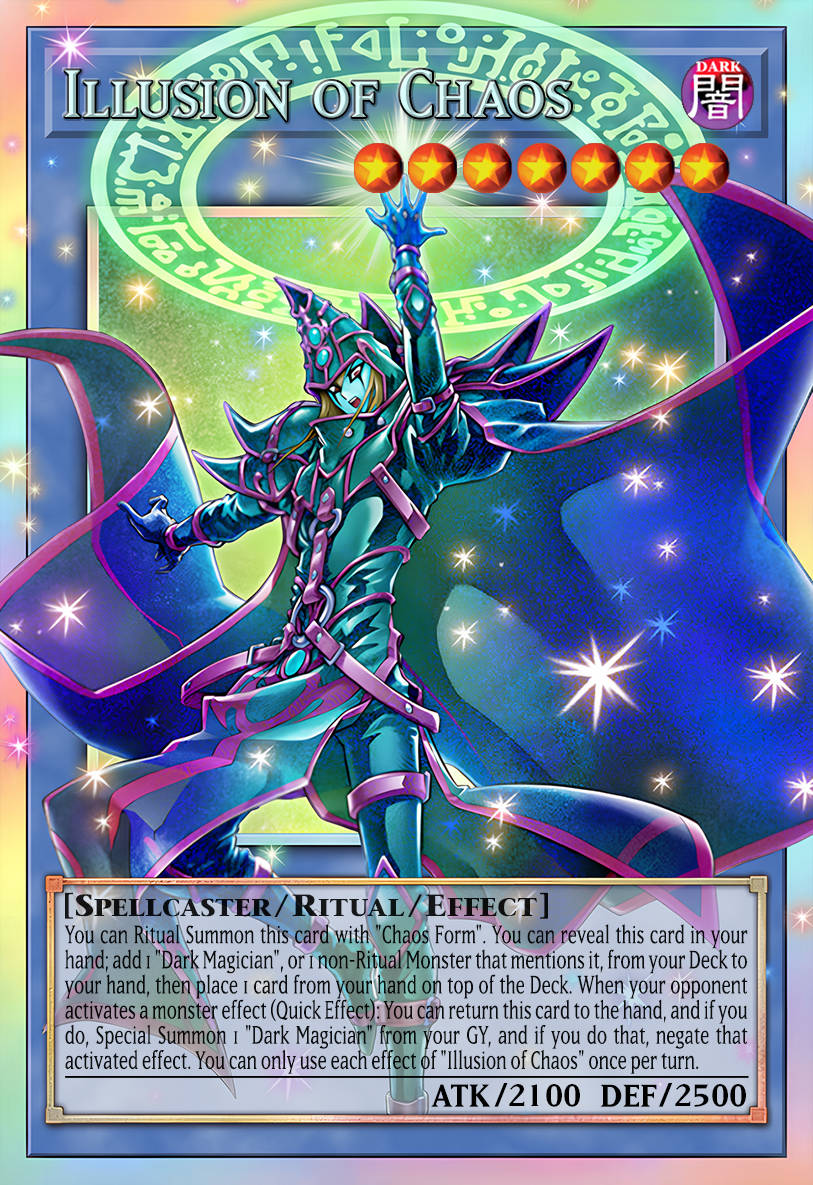 Illusion of Chaos
DARK
闇
[Spellcaster/Ritual/Effect]
You can Ritual Summon this card with "Chaos Form". You can reveal this card in your
hand; add 1 "Dark Magician", or 1 non-Ritual Monster that mentions it, from your Deck to
your hand, then place 1 card from your hand on top of the Deck. When your opponent
activates a monster effect (Quick Effect): You can return this card to the hand, and if you
do, Special Summon 1 "Dark Magician" from your GY, and if you do that, negate that
activated effect. You can only use each effect of "Illusion of Chaos" once per turn.
ATK/2100 DEF/2500